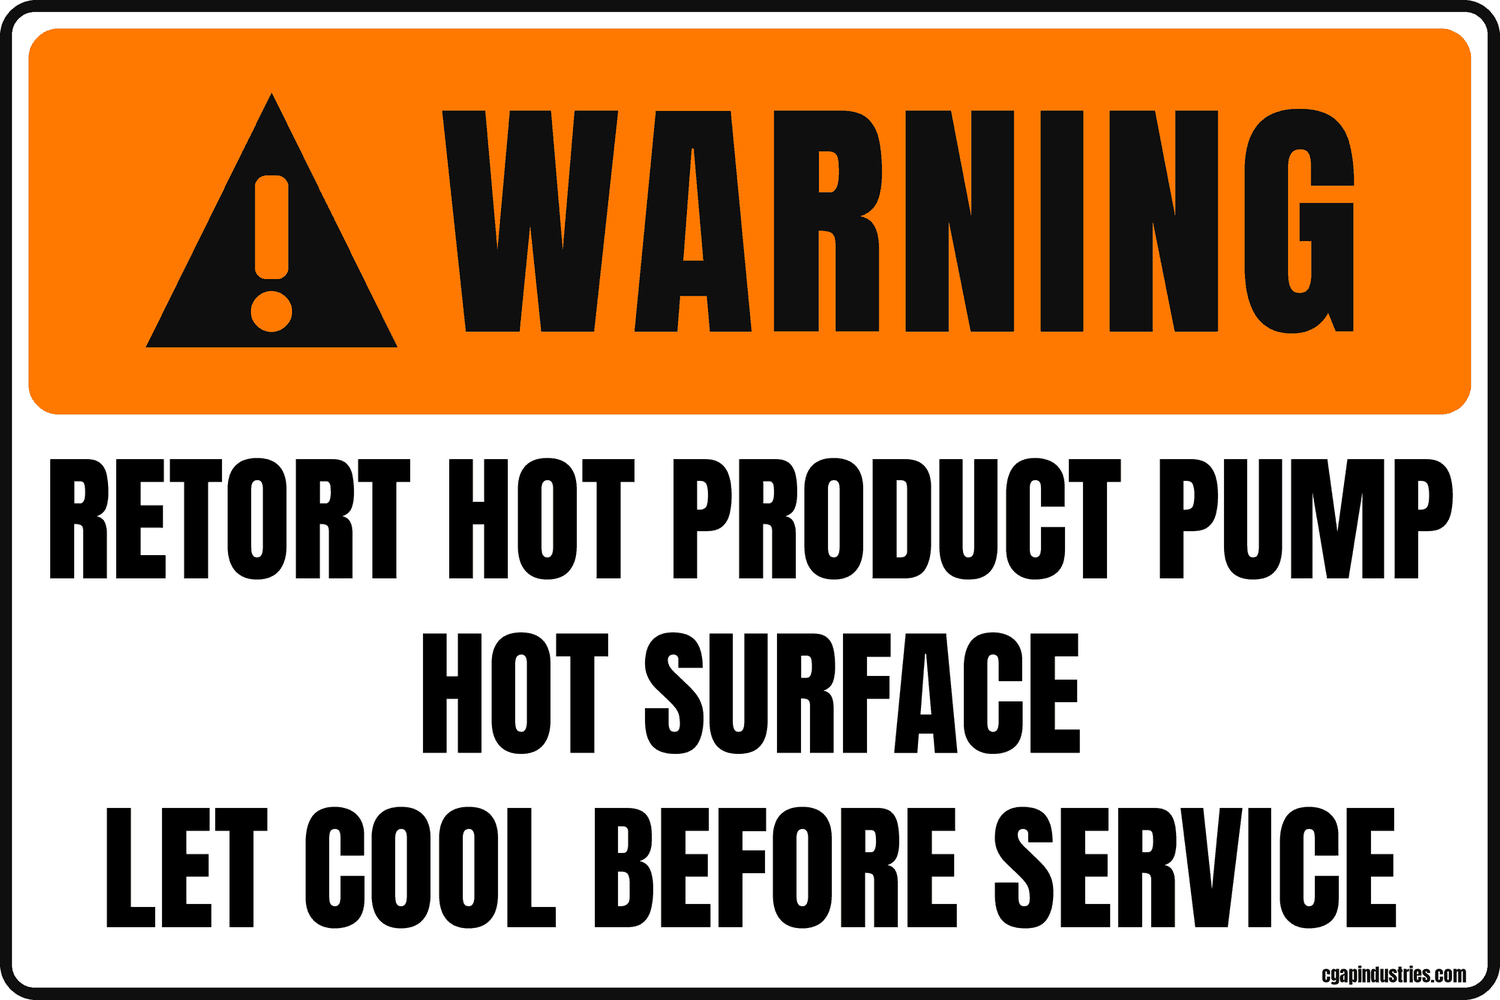 WARNING
RETORT HOT PRODUCT PUMP
HOT SURFACE
LET COOL BEFORE SERVICE
cgapindustries.com